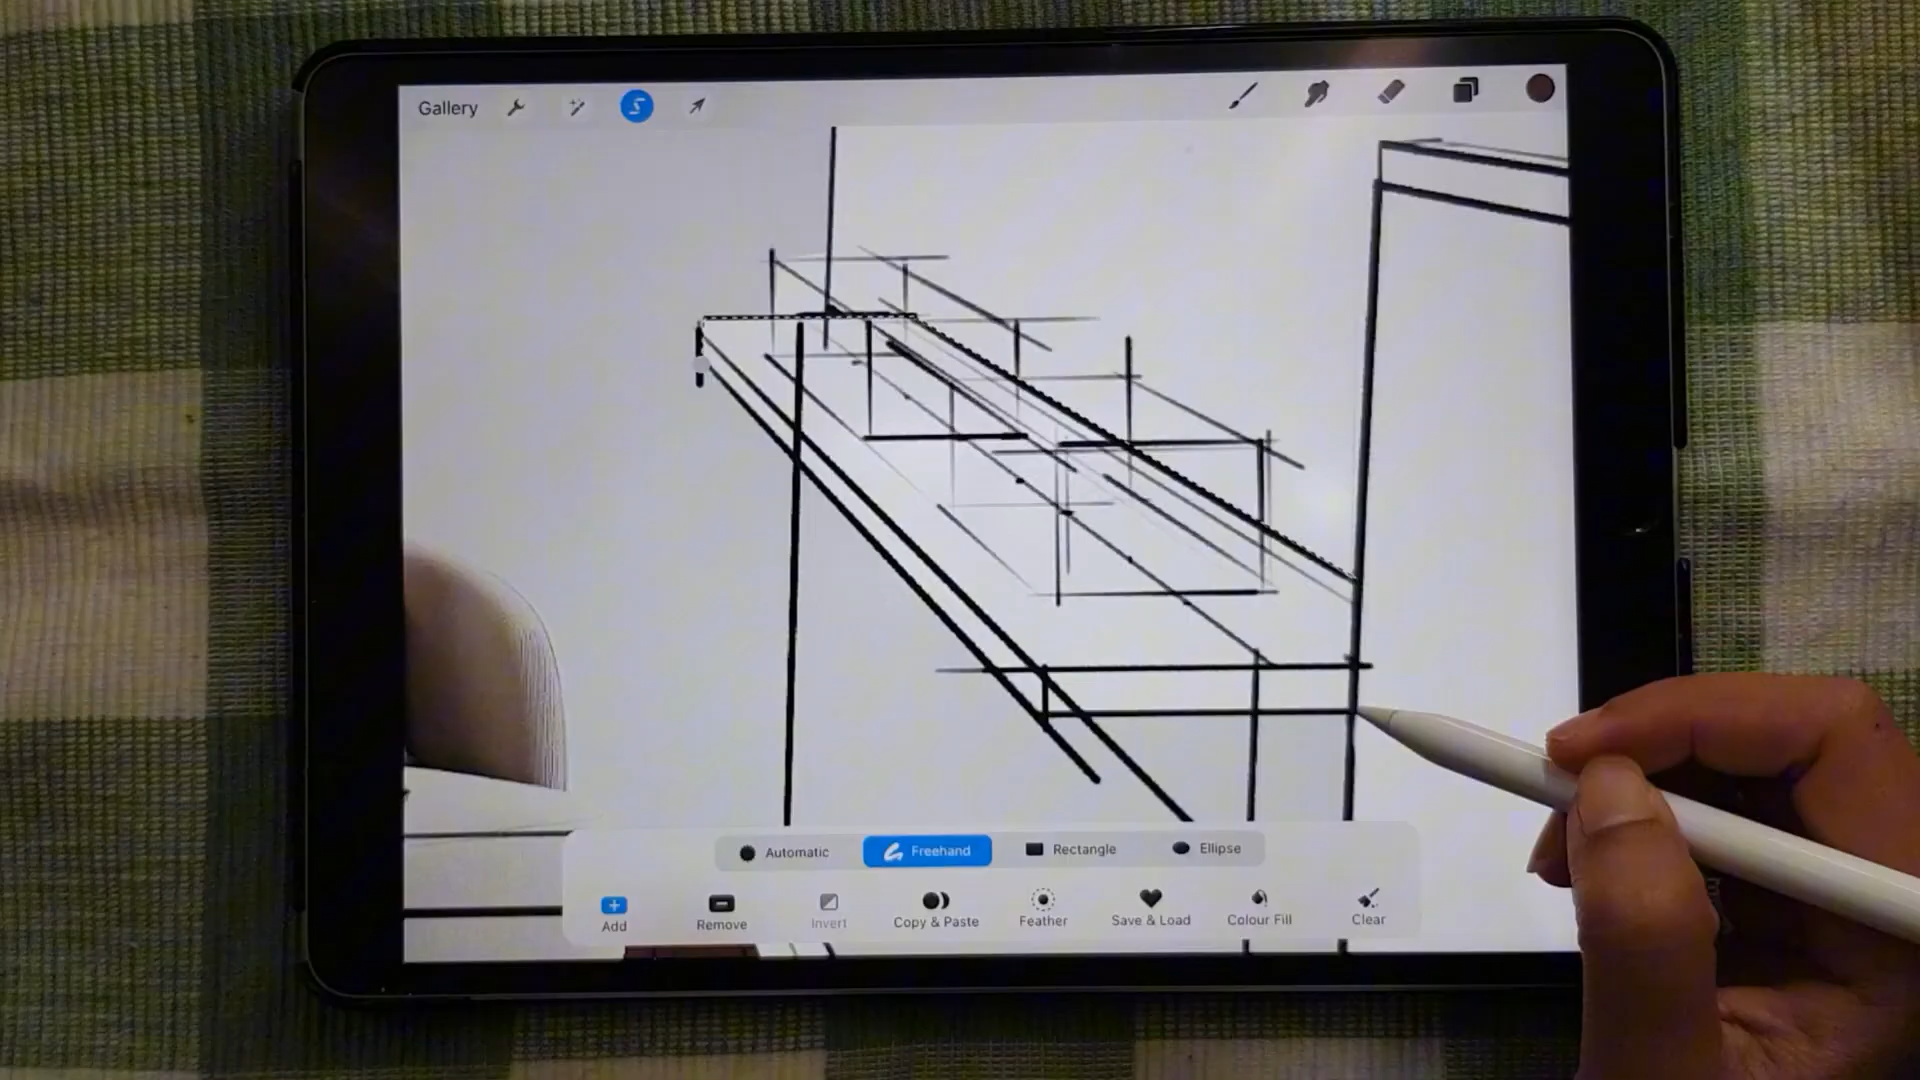 Gallery
Automatic
Freehand
Rectangle
Ellipse
Add
Remove
Invert
Copy & Paste
Feather
Save & Load
Colour Fill
Clear